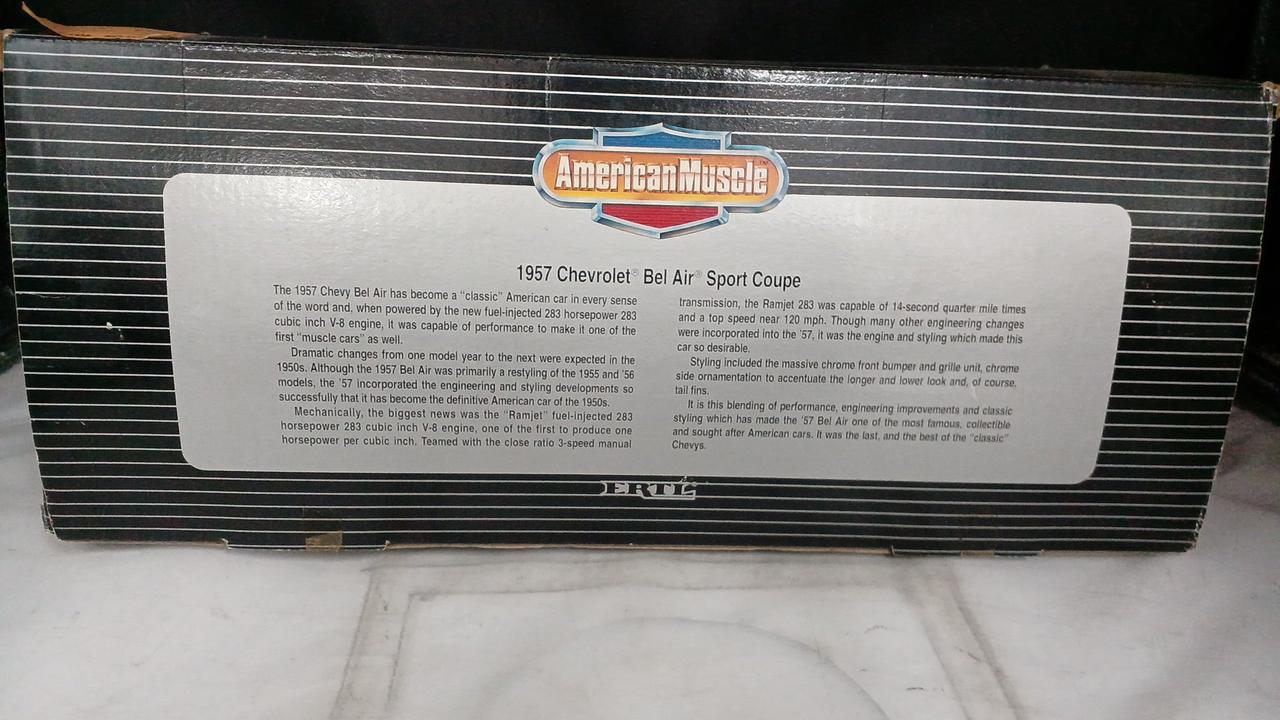 AmericanMuscle™
1957 Chevrolet® Bel Air® Sport Coupe
The 1957 Chevy Bel Air has become a "classic" American car in every sense
of the word and, when powered by the new fuel-injected 283 horsepower 283
cubic inch V-8 engine, it was capable of performance to make it one of the
first "muscle cars" as well.
Dramatic changes from one model year to the next were expected in the
1950s. Although the 1957 Bel Air was primarily a restyling of the 1955 and '56
models, the '57 incorporated the engineering and styling developments so
successfully that it has become the definitive American car of the 1950s.
Mechanically, the biggest news was the "Ramjet" fuel-injected 283
horsepower 283 cubic inch V-8 engine, one of the first to produce one
horsepower per cubic inch. Teamed with the close ratio 3-speed manual
transmission, the Ramjet 283 was capable of 14-second quarter mile times
and a top speed near 120 mph. Though many other engineering changes
were incorporated into the '57, it was the engine and styling which made this
car so desirable.
Styling included the massive chrome front bumper and grille unit, chrome
side ornamentation to accentuate the longer and lower look and, of course,
tail fins.
It is this blending of performance, engineering improvements and classic
styling which has made the '57 Bel Air one of the most famous, collectible
and sought after American cars. It was the last, and the best of the "classic"
Chevys.
ERTL